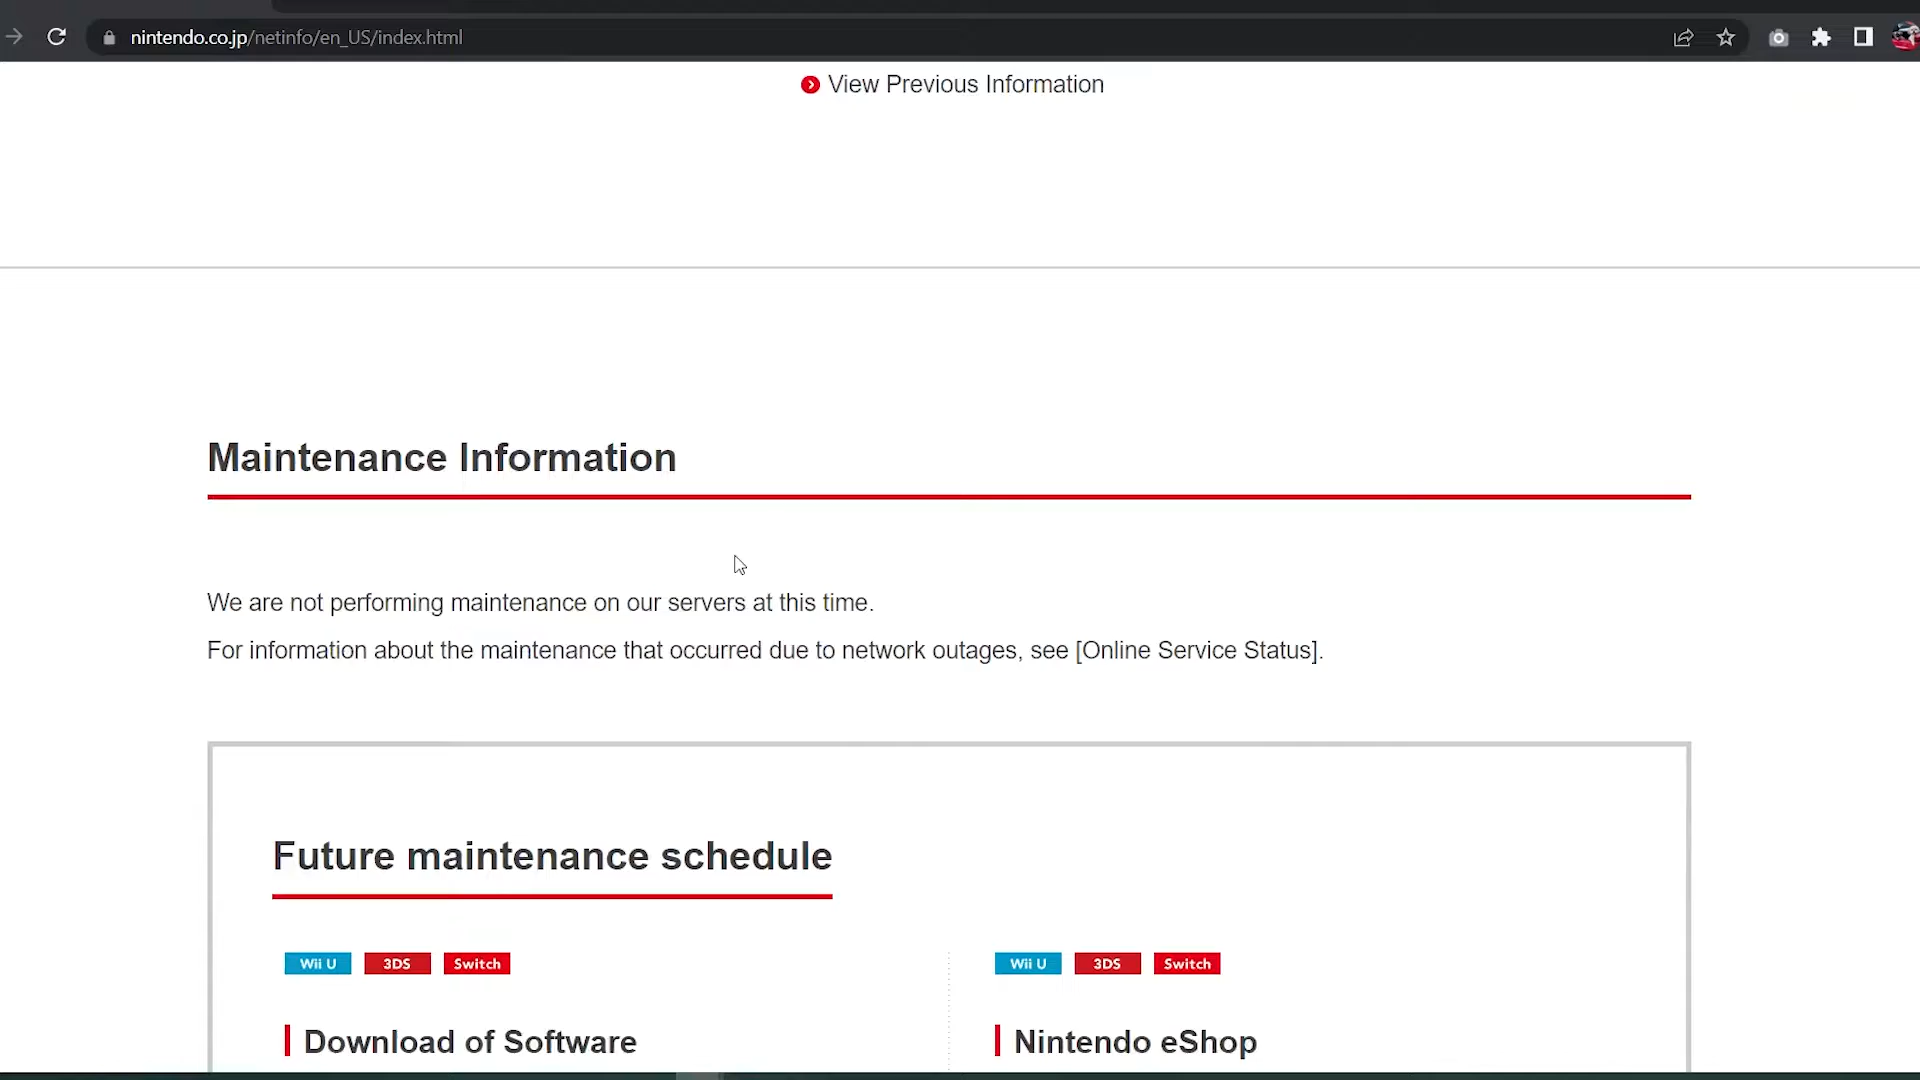 nintendo.co.jp/netinfo/en_US/index.html
View Previous Information
Maintenance Information
We are not performing maintenance on our servers at this time.
For information about the maintenance that occurred due to network outages, see [Online Service Status].
Future maintenance schedule
Wii U 3DS Switch
Download of Software
Wii U 3DS Switch
Nintendo eShop